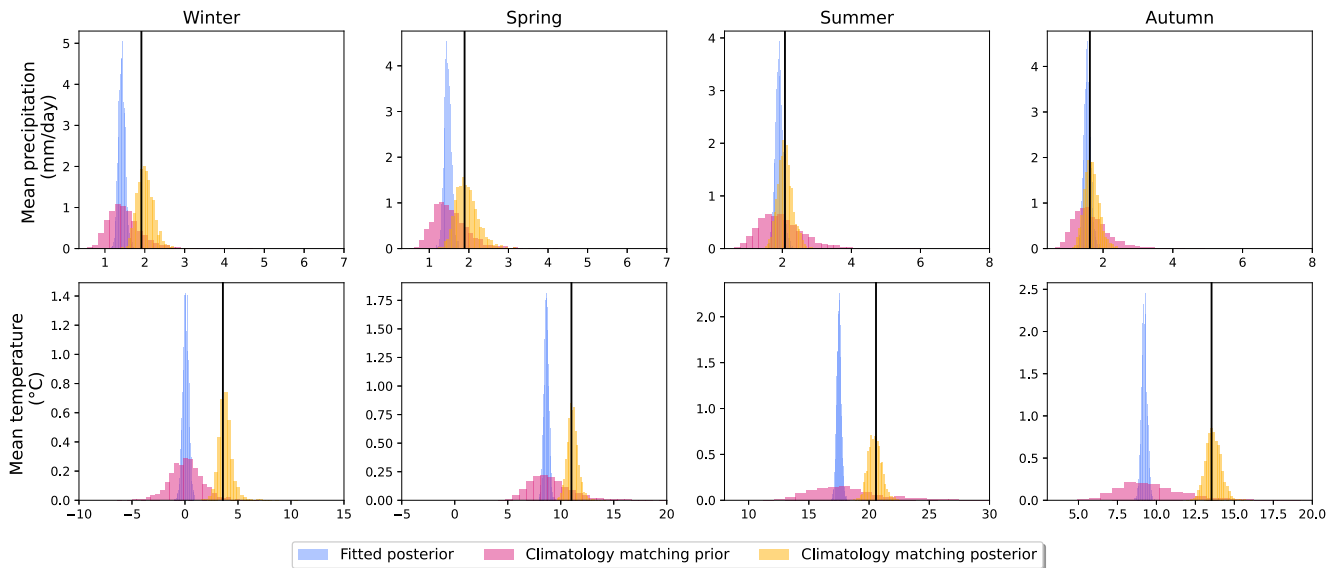 Winter
Spring
Summer
Autumn
Mean precipitation
(mm/day)
5
4
3
2
1
0
1 2 3 4 5 6 7
4
3
2
1
0
1 2 3 4 5 6 7
4
3
2
1
0
2 4 6 8
4
3
2
1
0
2 4 6 8
Mean temperature
(°C)
1.4
1.2
1.0
0.8
0.6
0.4
0.2
0.0
−10 −5 0 5 10 15
1.75
1.50
1.25
1.00
0.75
0.50
0.25
0.00
−5 0 5 10 15 20
2.0
1.5
1.0
0.5
0.0
10 15 20 25 30
2.5
2.0
1.5
1.0
0.5
0.0
5.0 7.5 10.0 12.5 15.0 17.5 20.0
Fitted posterior
Climatology matching prior
Climatology matching posterior